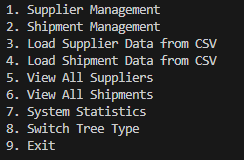 1. Supplier Management
2. Shipment Management
3. Load Supplier Data from CSV
4. Load Shipment Data from CSV
5. View All Suppliers
6. View All Shipments
7. System Statistics
8. Switch Tree Type
9. Exit